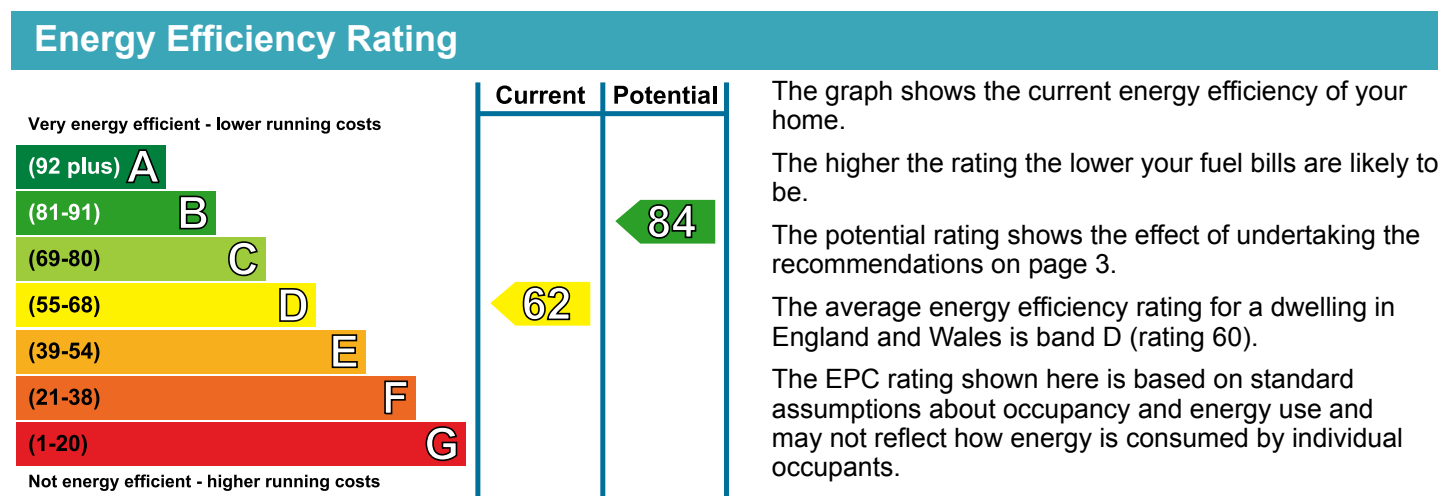 Energy Efficiency Rating
Current Potential
Very energy efficient - lower running costs
(92 plus) A
(81-91) B
84
(69-80) C
(55-68) D
62
(39-54) E
(21-38) F
(1-20) G
Not energy efficient - higher running costs
The graph shows the current energy efficiency of your
home.
The higher the rating the lower your fuel bills are likely to
be.
The potential rating shows the effect of undertaking the
recommendations on page 3.
The average energy efficiency rating for a dwelling in
England and Wales is band D (rating 60).
The EPC rating shown here is based on standard
assumptions about occupancy and energy use and
may not reflect how energy is consumed by individual
occupants.